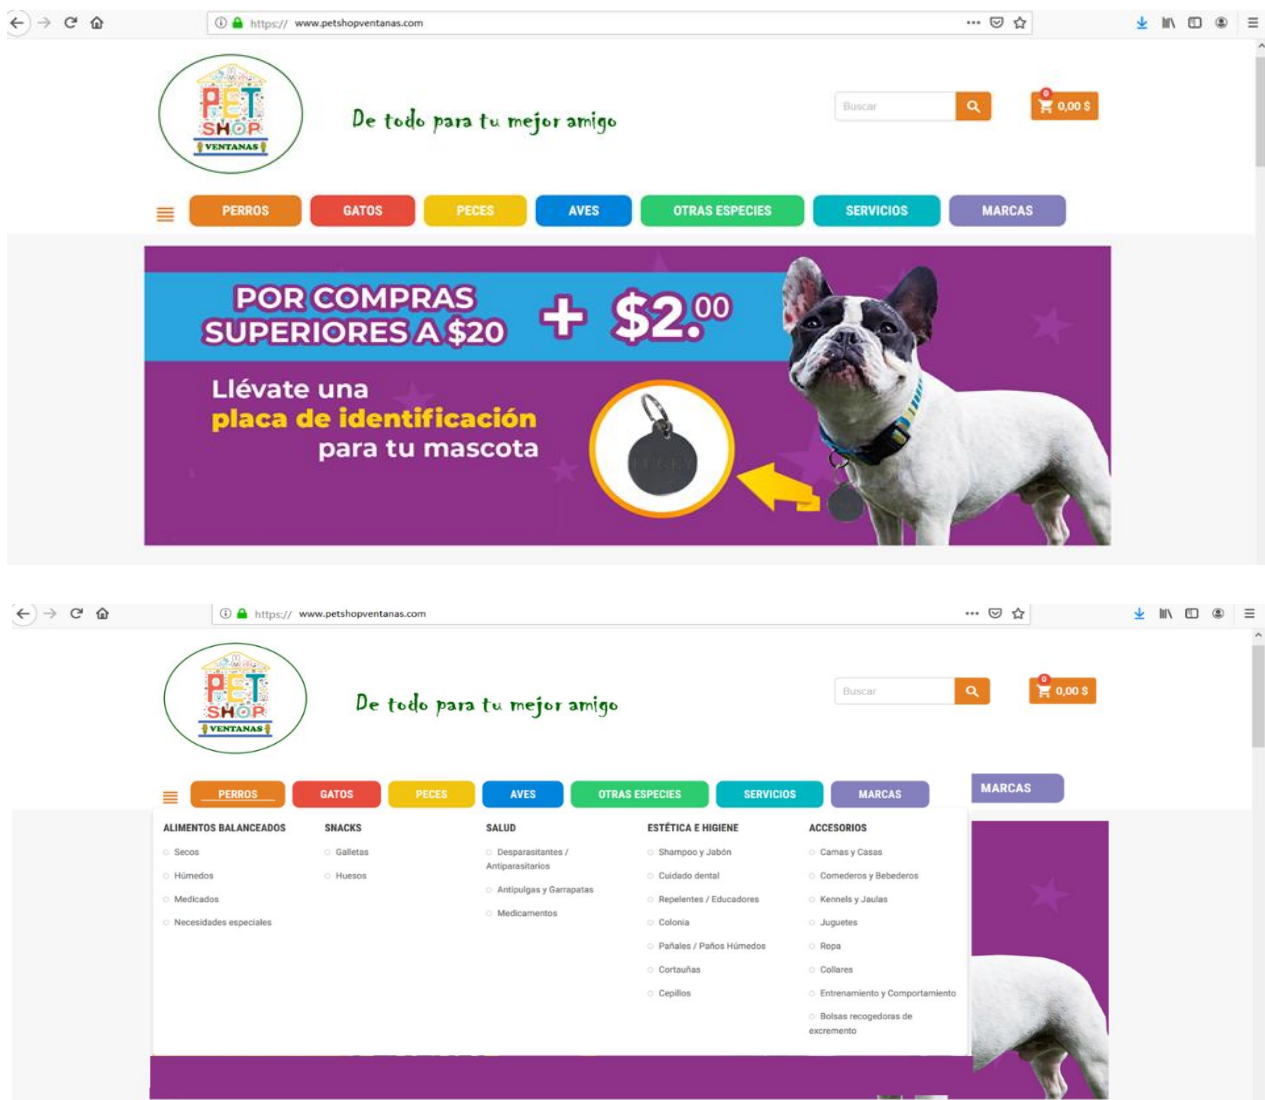 https:// www.petshopventanas.com
PET
SHOP
VENTANAS
De todo para tu mejor amigo
Buscar
0
0,00 $
PERROS GATOS PECES AVES OTRAS ESPECIES SERVICIOS MARCAS
POR COMPRAS
SUPERIORES A $20
+ $2.00
Llévate una
placa de identificación
para tu mascota
LUCKY
https:// www.petshopventanas.com
PET
SHOP
VENTANAS
De todo para tu mejor amigo
Buscar
0
0,00 $
PERROS GATOS PECES AVES OTRAS ESPECIES SERVICIOS MARCAS MARCAS
ALIMENTOS BALANCEADOS
Secos
Húmedos
Medicados
Necesidades especiales
SNACKS
Galletas
Huesos
SALUD
Desparasitantes /
Antiparasitarios
Antipulgas y Garrapatas
Medicamentos
ESTÉTICA E HIGIENE
Shampoo y Jabón
Cuidado dental
Repelentes / Educadores
Colonia
Pañales / Paños Húmedos
Cortauñas
Cepillos
ACCESORIOS
Camas y Casas
Comederos y Bebederos
Kennels y Jaulas
Juguetes
Ropa
Collares
Entrenamiento y Comportamiento
Bolsas recogedoras de
excremento